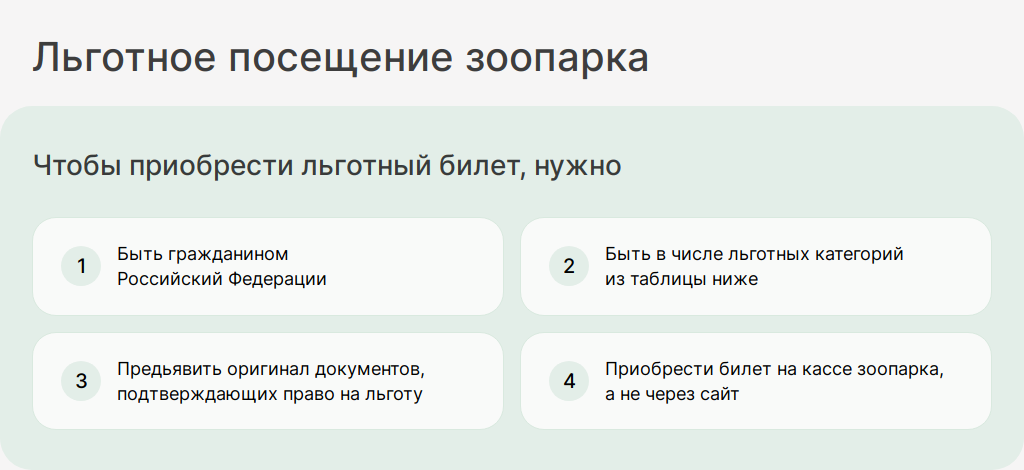 Льготное посещение зоопарка
Чтобы приобрести льготный билет, нужно
1
Быть гражданином
Российский Федерации
2
Быть в числе льготных категорий
из таблицы ниже
3
Предьявить оригинал документов,
подтверждающих право на льготу
4
Приобрести билет на кассе зоопарка,
а не через сайт